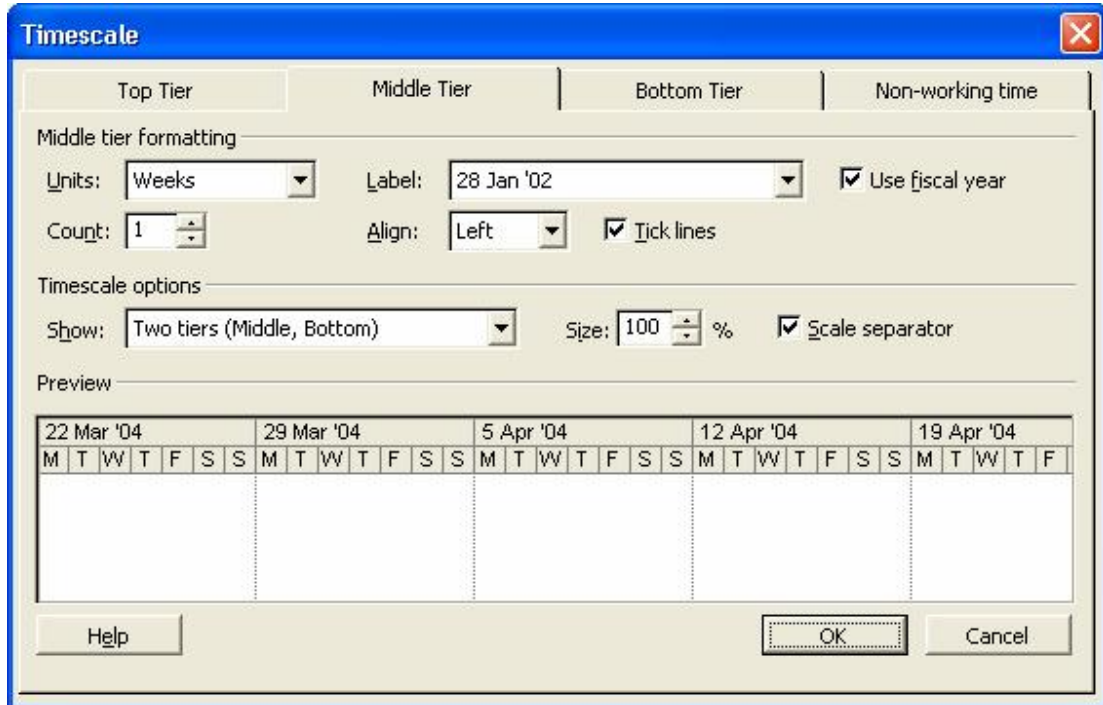 Timescale
Top Tier Middle Tier Bottom Tier Non-working time
Middle tier formatting
Units: Weeks Label: 28 Jan '02 Use fiscal year
Count: 1 Align: Left Tick lines
Timescale options
Show: Two tiers (Middle, Bottom) Size: 100 % Scale separator
Preview
22 Mar '04 29 Mar '04 5 Apr '04 12 Apr '04 19 Apr '04
M T W T F S S M T W T F S S M T W T F S S M T W T F S S M T W T F
Help OK Cancel